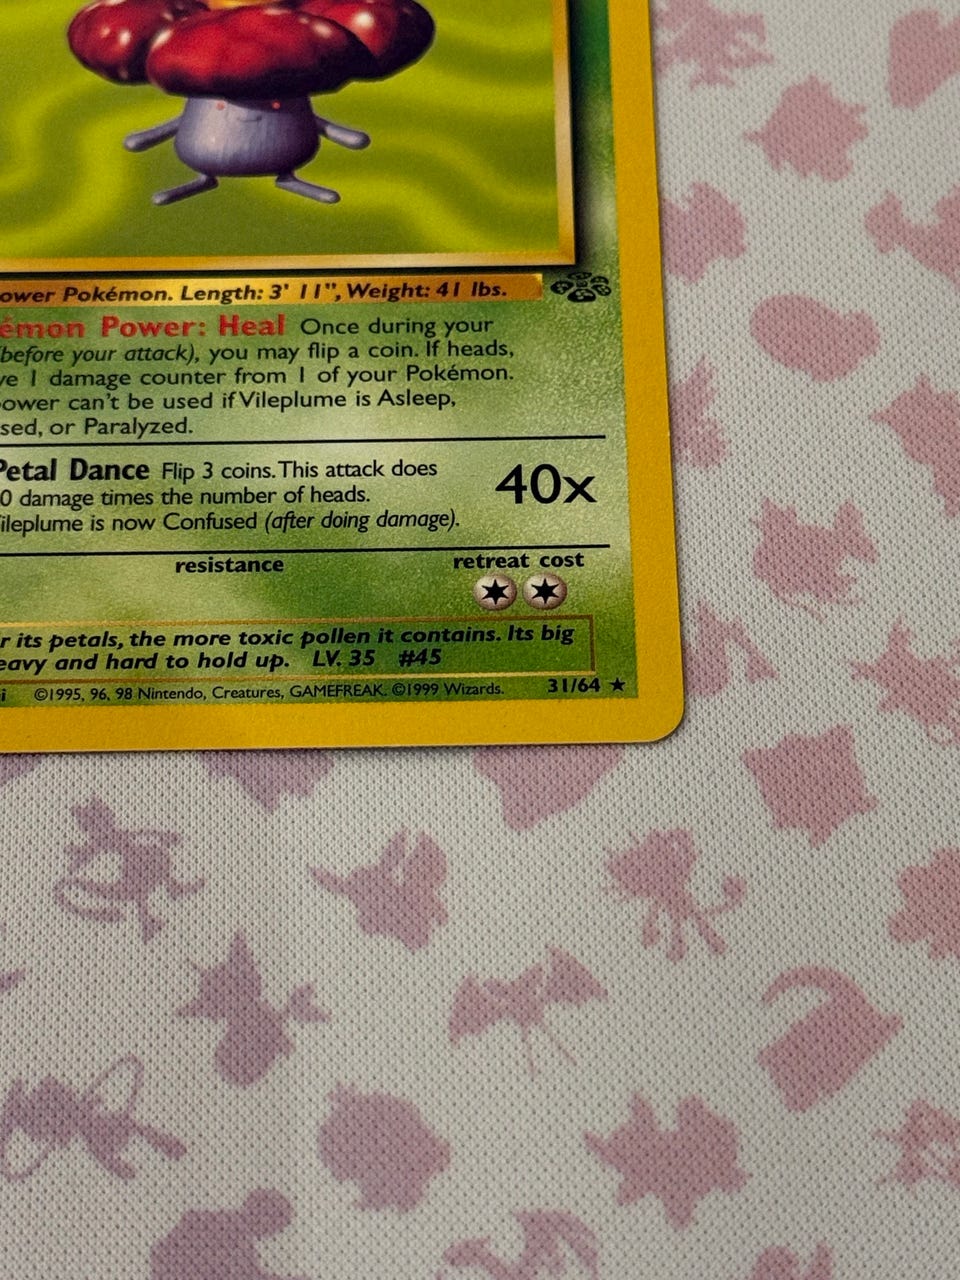 ower Pokémon. Length: 3' 11", Weight: 41 lbs.
émon Power: Heal Once during your
(before your attack), you may flip a coin. If heads,
ve 1 damage counter from 1 of your Pokémon.
ower can't be used if Vileplume is Asleep,
sed, or Paralyzed.
Petal Dance Flip 3 coins. This attack does
0 damage times the number of heads.
ileplume is now Confused (after doing damage).
40x
resistance
retreat cost
r its petals, the more toxic pollen it contains. Its big
eavy and hard to hold up. LV. 35 #45
i ©1995, 96, 98 Nintendo, Creatures, GAMEFREAK. ©1999 Wizards. 31/64 ★